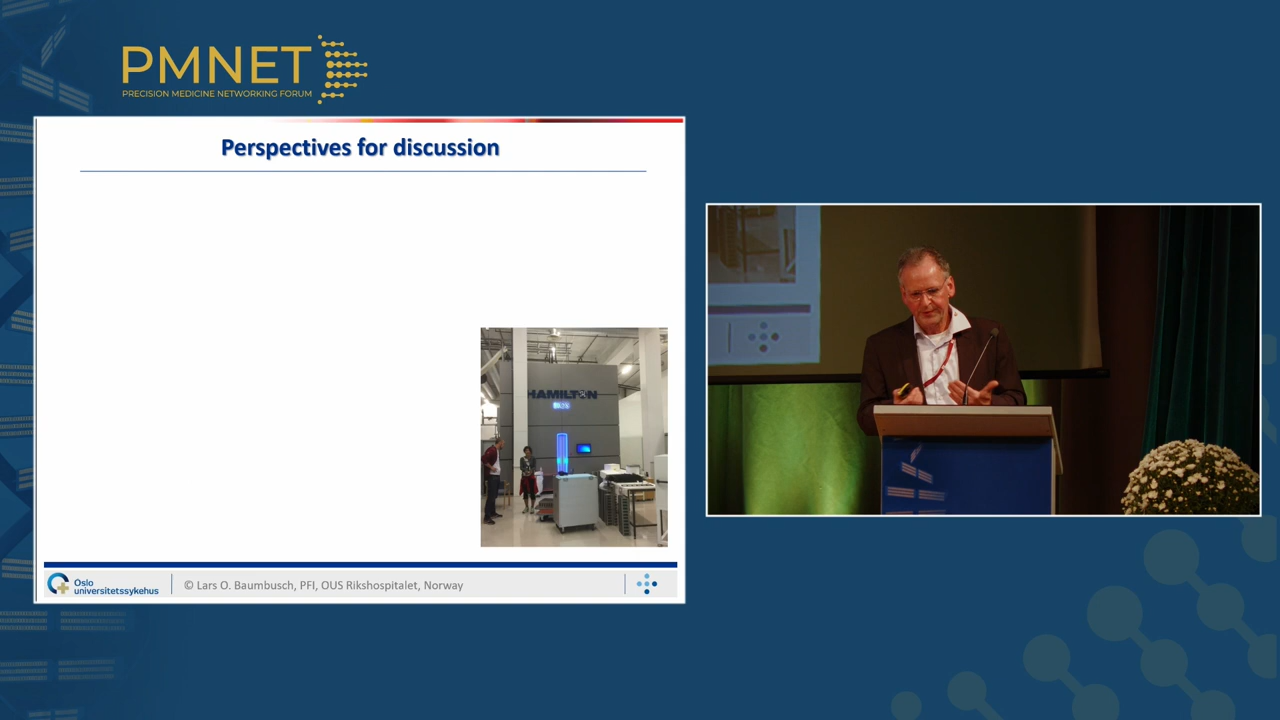 PMNET
PRECISION MEDICINE NETWORKING FORUM
Perspectives for discussion
HAMILTON
Oslo
universitetssykehus
© Lars O. Baumbusch, PFI, OUS Rikshospitalet, Norway